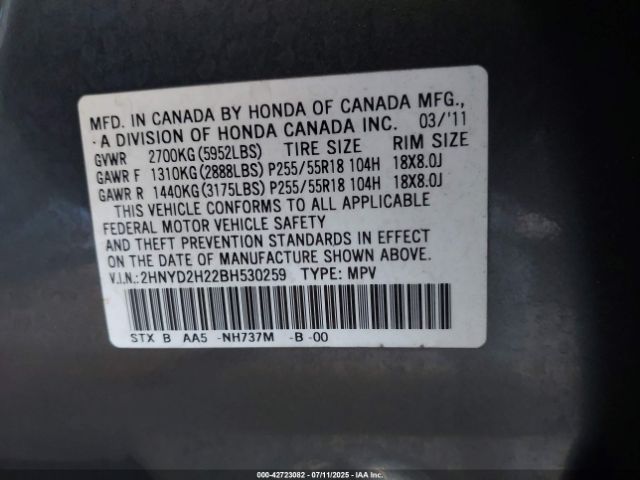 MFD. IN CANADA BY HONDA OF CANADA MFG.,
A DIVISION OF HONDA CANADA INC. 03/'11
GVWR 2700KG(5952LBS) TIRE SIZE RIM SIZE
GAWR F 1310KG(2888LBS)P255/55R18 104H 18X8.0J
GAWR R 1440KG(3175LBS)P255/55R18 104H 18X8.0J
THIS VEHICLE CONFORMS TO ALL APPLICABLE
FEDERAL MOTOR VEHICLE SAFETY
AND THEFT PREVENTION STANDARDS IN EFFECT
ON THE DATE OF MANUFACTURE SHOWN ABOVE.
V.I.N.:2HNYD2H22BH530259 TYPE: MPV
STX B AA5 -NH737M -B-00
000-42723082 - 07/11/2025 - IAAI.com